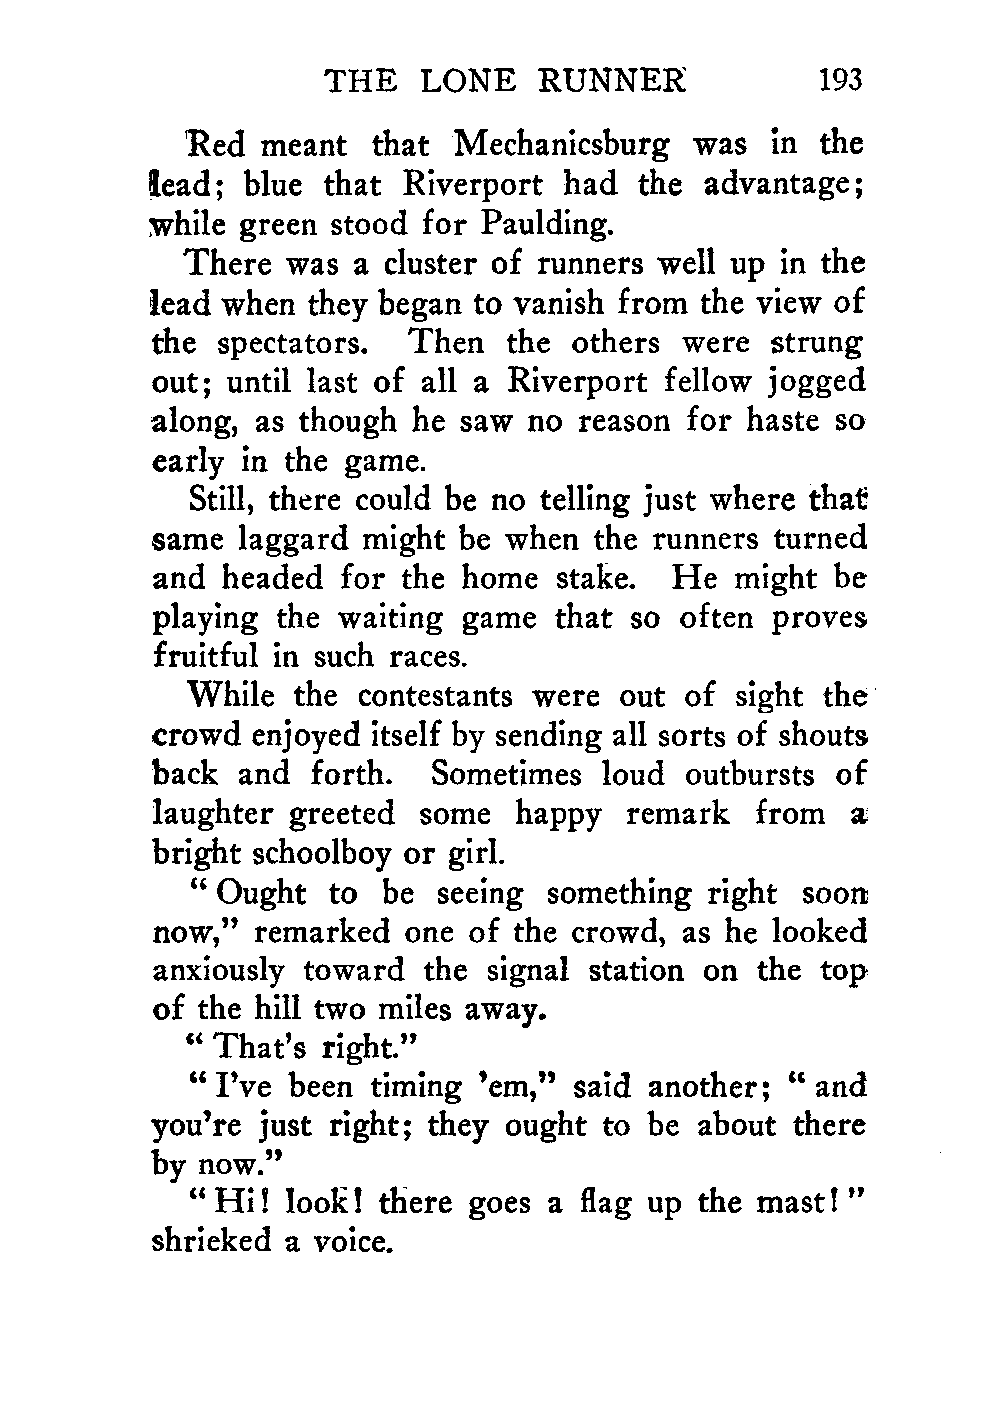 THE LONE RUNNER 193
Red meant that Mechanicsburg was in the
lead; blue that Riverport had the advantage;
while green stood for Paulding.
There was a cluster of runners well up in the
lead when they began to vanish from the view of
the spectators. Then the others were strung
out; until last of all a Riverport fellow jogged
along, as though he saw no reason for haste so
early in the game.
Still, there could be no telling just where that
same laggard might be when the runners turned
and headed for the home stake. He might be
playing the waiting game that so often proves
fruitful in such races.
While the contestants were out of sight the
crowd enjoyed itself by sending all sorts of shouts
back and forth. Sometimes loud outbursts of
laughter greeted some happy remark from a
bright schoolboy or girl.
“ Ought to be seeing something right soon
now,” remarked one of the crowd, as he looked
anxiously toward the signal station on the top
of the hill two miles away.
“ That’s right.”
“ I’ve been timing ’em,” said another; “ and
you’re just right; they ought to be about there
by now.”
“ Hi! look! there goes a flag up the mast! ”
shrieked a voice.